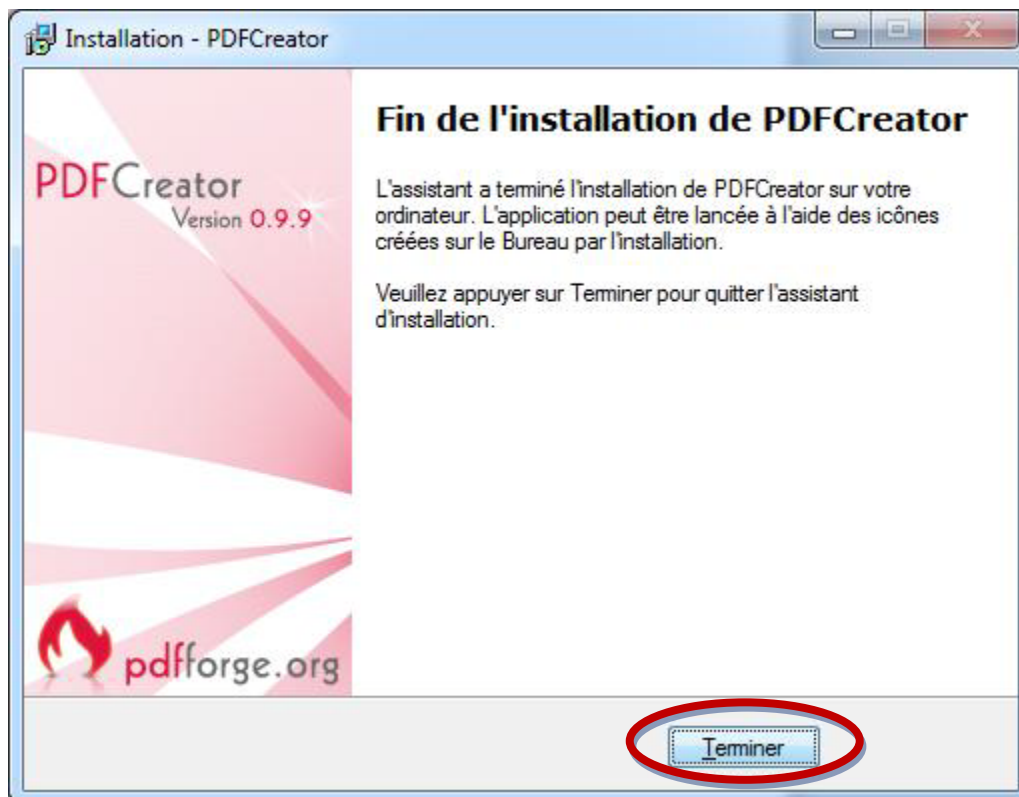 Installation - PDFCreator
Fin de l'installation de PDFCreator
PDFCreator
Version 0.9.9
L'assistant a terminé l'installation de PDFCreator sur votre
ordinateur. L'application peut être lancée à l'aide des icônes
créées sur le Bureau par l'installation.
Veuillez appuyer sur Terminer pour quitter l'assistant
d'installation.
pdfforge.org
Terminer